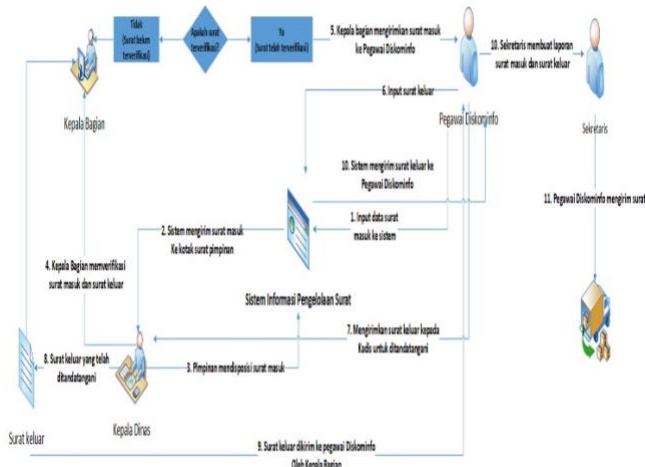 Tidak
(Surat belum
terverifikasi)
Apakah surat
terverifikasi?
Ya
(Surat telah terverifikasi)
5. Kepala bagian mengirimkan surat masuk
ke Pegawai Diskominfo
10. Sekretaris membuat laporan
surat masuk dan surat keluar
6. Input surat keluar
Kepala Bagian
Pegawai Diskominfo
Sekretaris
10. Sistem mengirim surat keluar ke
Pegawai Diskominfo
11. Pegawai Diskominfo mengirim surat
1. Input data surat
masuk ke sistem
2. Sistem mengirim surat masuk
Ke kotak surat pimpinan
4. Kepala Bagian memverifikasi
surat masuk dan surat keluar
Sistem Informasi Pengelolaan Surat
7. Mengirimkan surat keluar kepada
Kadis untuk ditandatangani
8. Surat keluar yang telah
ditandatangani
3. Pimpinan mendisposisi surat masuk
Surat keluar
Kepala Dinas
9. Surat keluar dikirim ke pegawai Diskominfo
Oleh Kepala Bagian